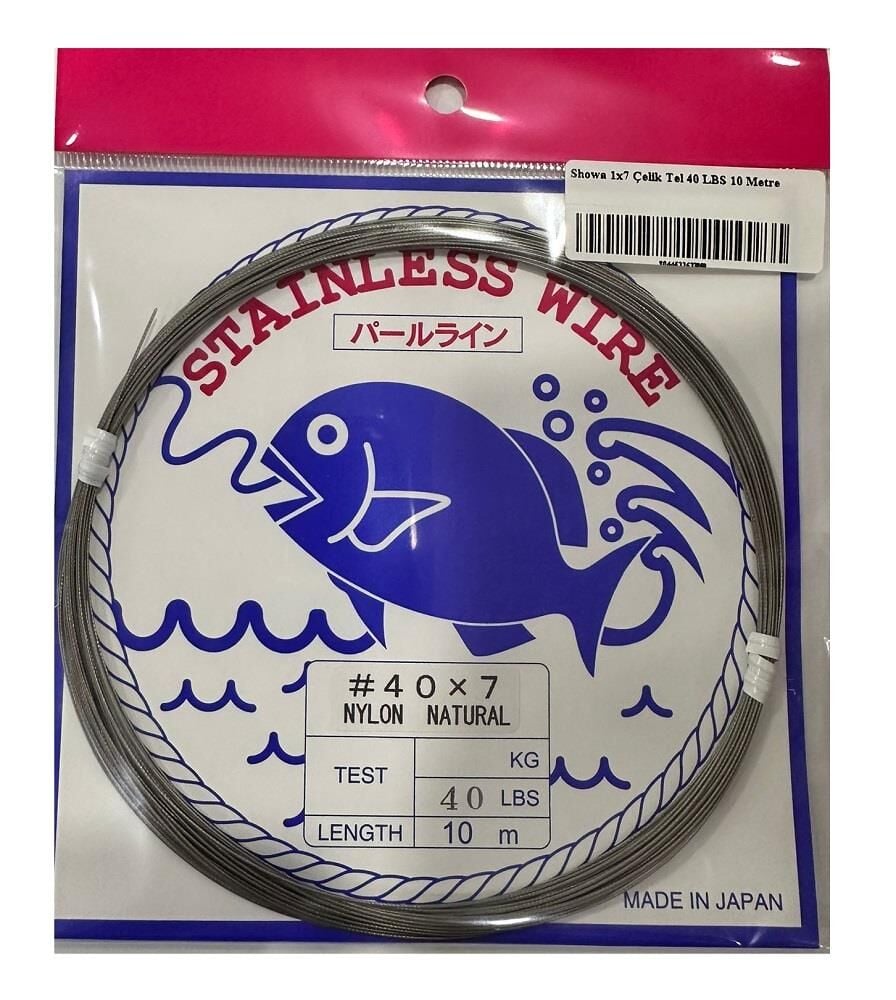 Showa 1x7 Çelik Tel 40 LBS 10 Metre
STAINLESS WIRE
パールライン
#40×7
NYLON NATURAL
TEST
KG
40 LBS
LENGTH 10 m
MADE IN JAPAN